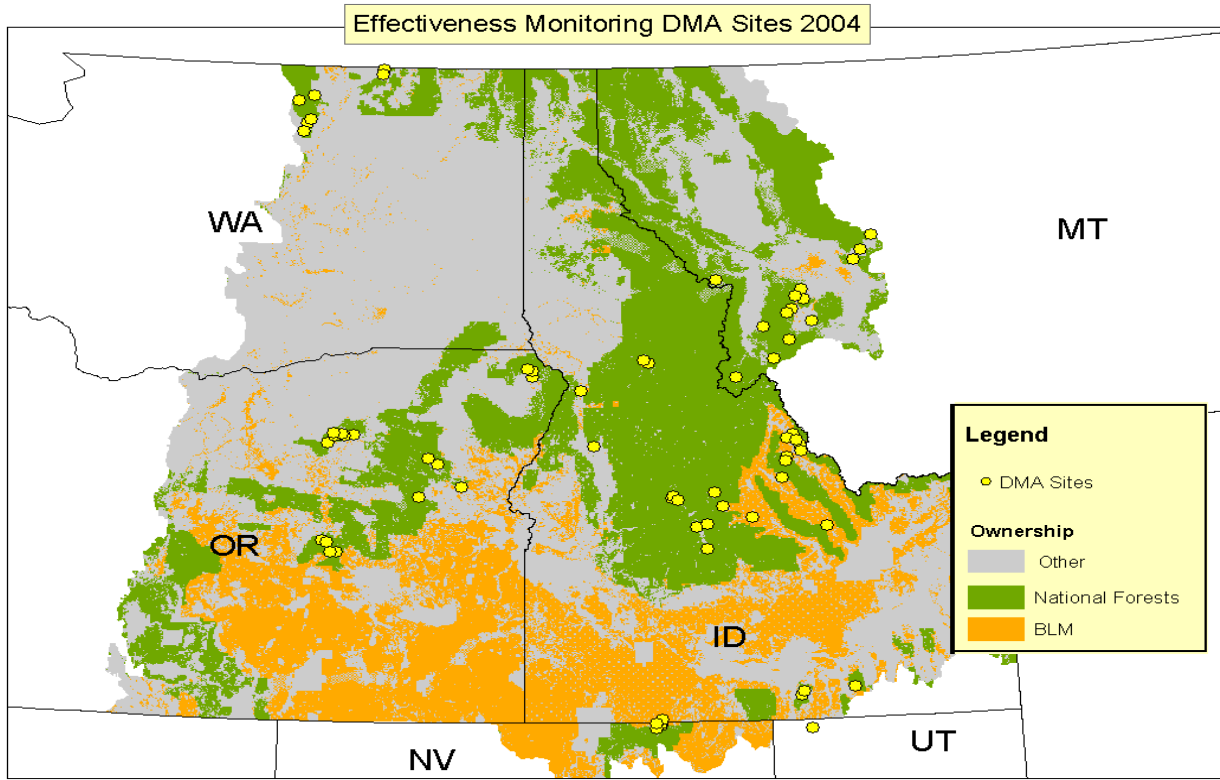 Effectiveness Monitoring DMA Sites 2004
WA
MT
OR
ID
NV
UT
Legend
DMA Sites
Ownership
Other
National Forests
BLM